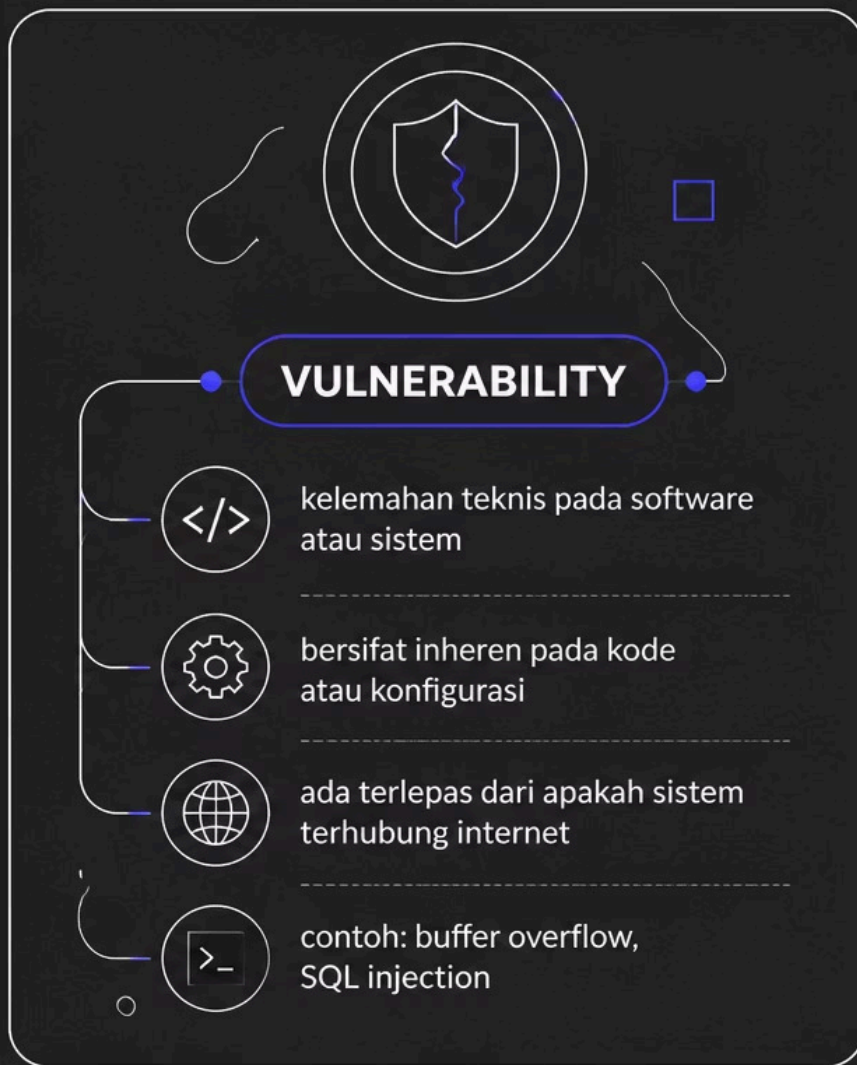 VULNERABILITY
</>
kelemahan teknis pada software
atau sistem
bersifat inheren pada kode
atau konfigurasi
ada terlepas dari apakah sistem
terhubung internet
>_
contoh: buffer overflow,
SQL injection